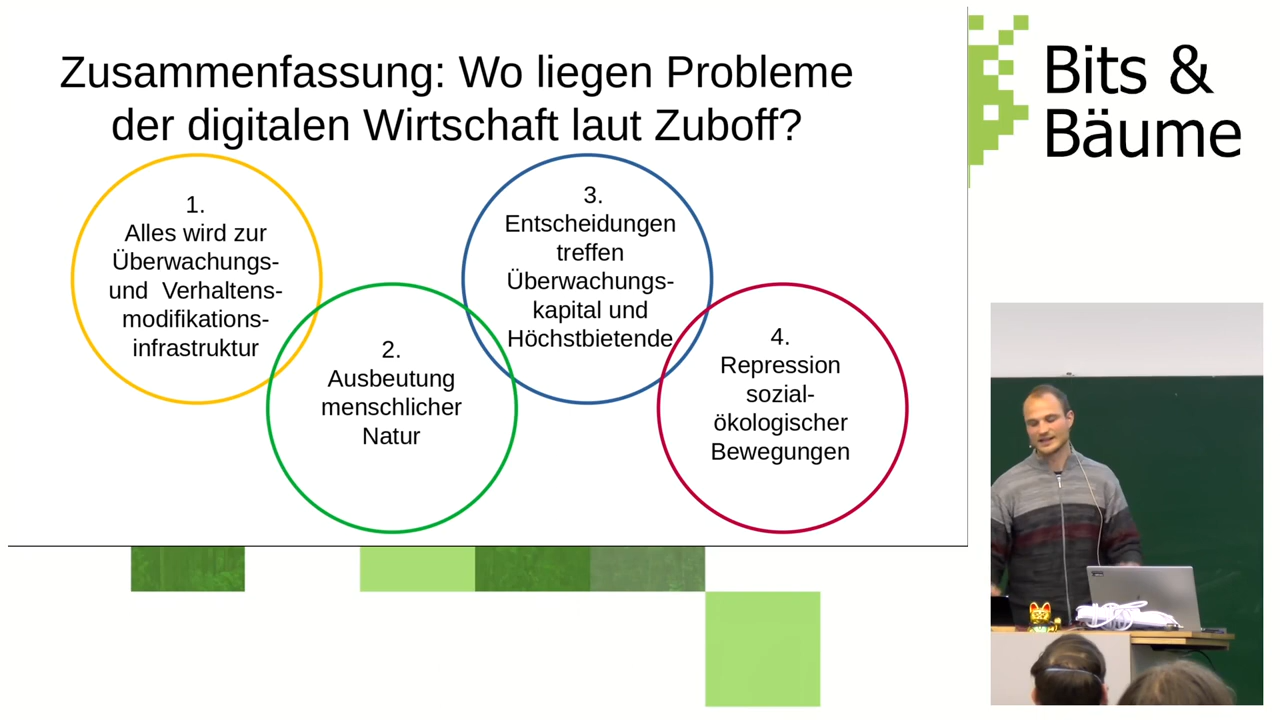 Zusammenfassung: Wo liegen Probleme
der digitalen Wirtschaft laut Zuboff?
1.
Alles wird zur
Überwachungs-
und Verhaltens-
modifikations-
infrastruktur
2.
Ausbeutung
menschlicher
Natur
3.
Entscheidungen
treffen
Überwachungs-
kapital und
Höchstbietende
4.
Repression
sozial-
ökologischer
Bewegungen
Bits &
Bäume